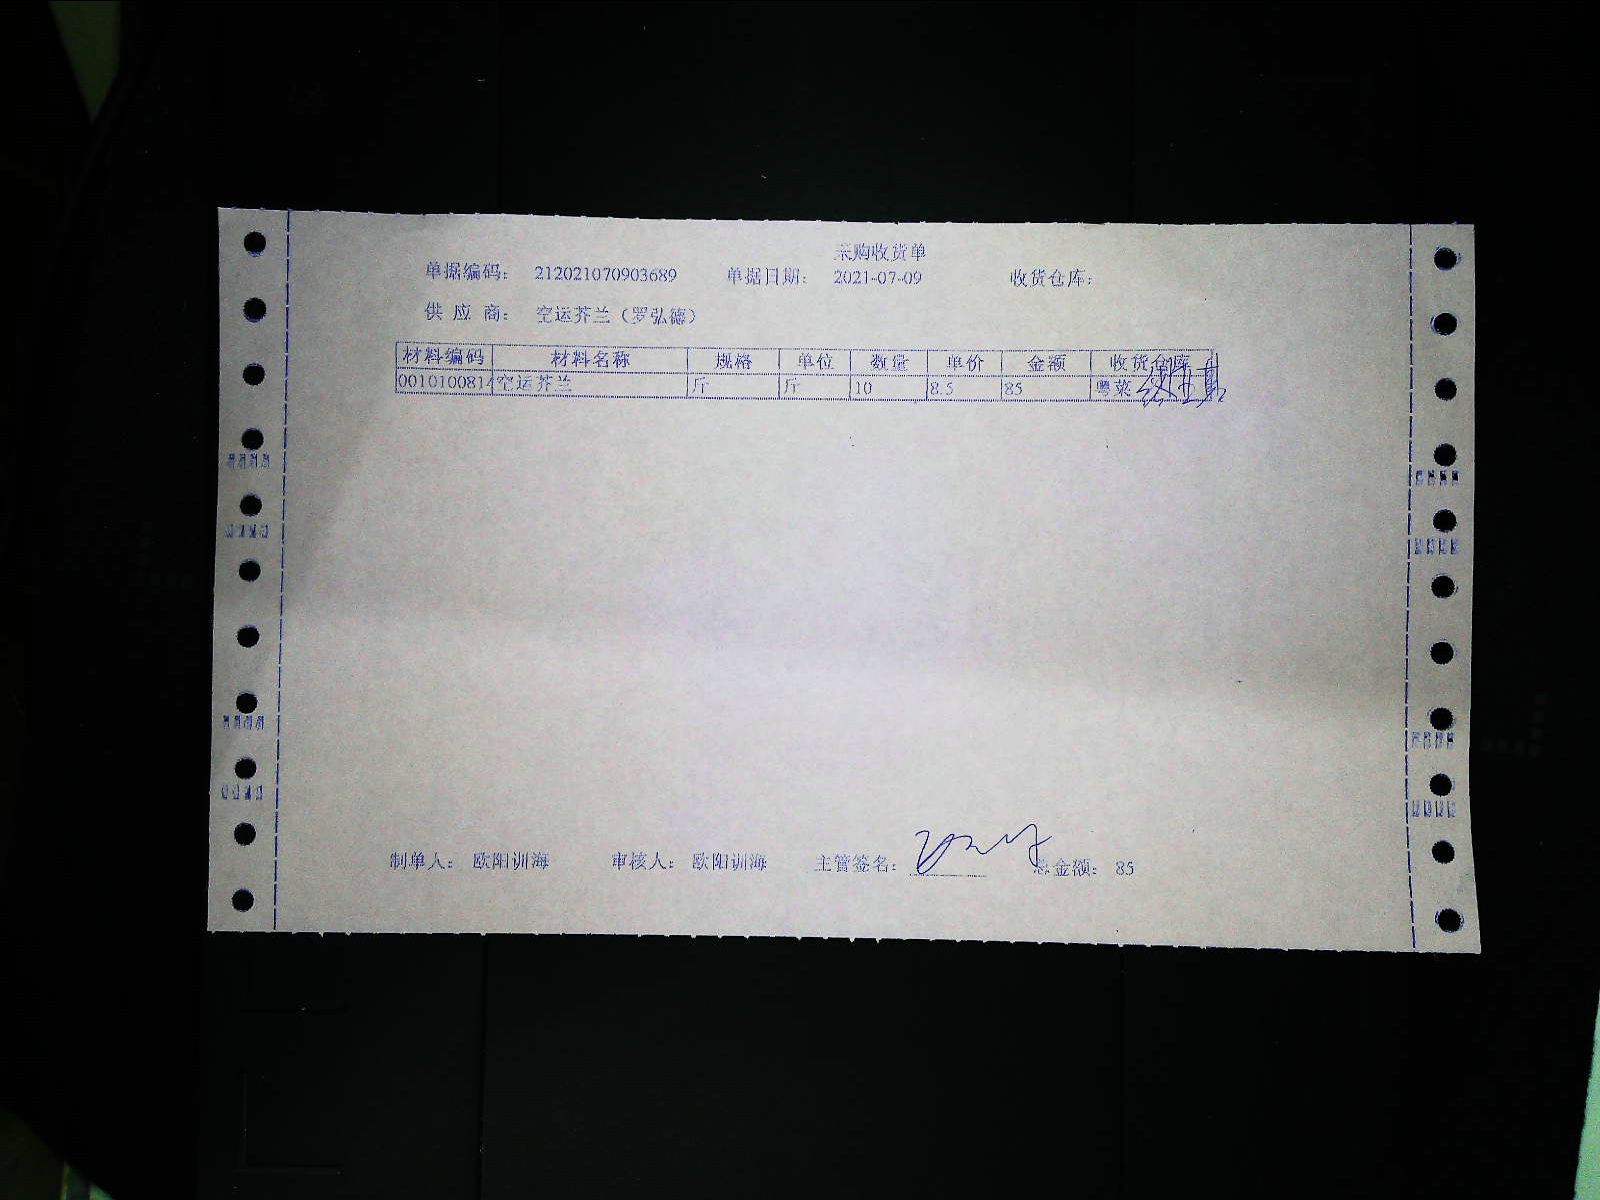 采购收货单
单据编码： 212021070903689 单据日期： 2021-07-09 收货仓库：
供 应 商： 空运芥兰（罗弘德）
材料编码 材料名称 规格 单位 数量 单价 金额 收货仓库
0010100814 空运芥兰 斤 斤 10 8.5 85 粤菜
制单人： 欧阳训海 审核人： 欧阳训海 主管签名： 总金额： 85